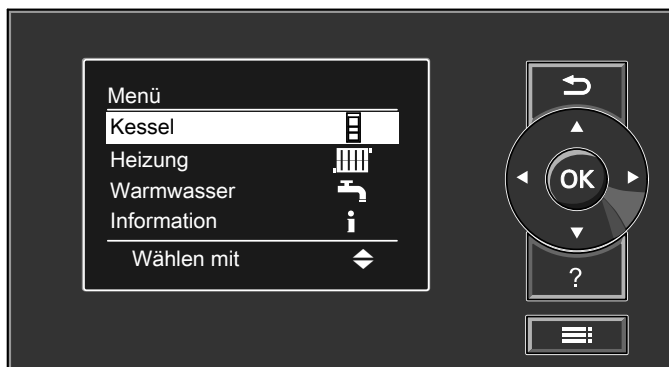 Menü
Kessel
Heizung
Warmwasser
Information
Wählen mit
OK
?